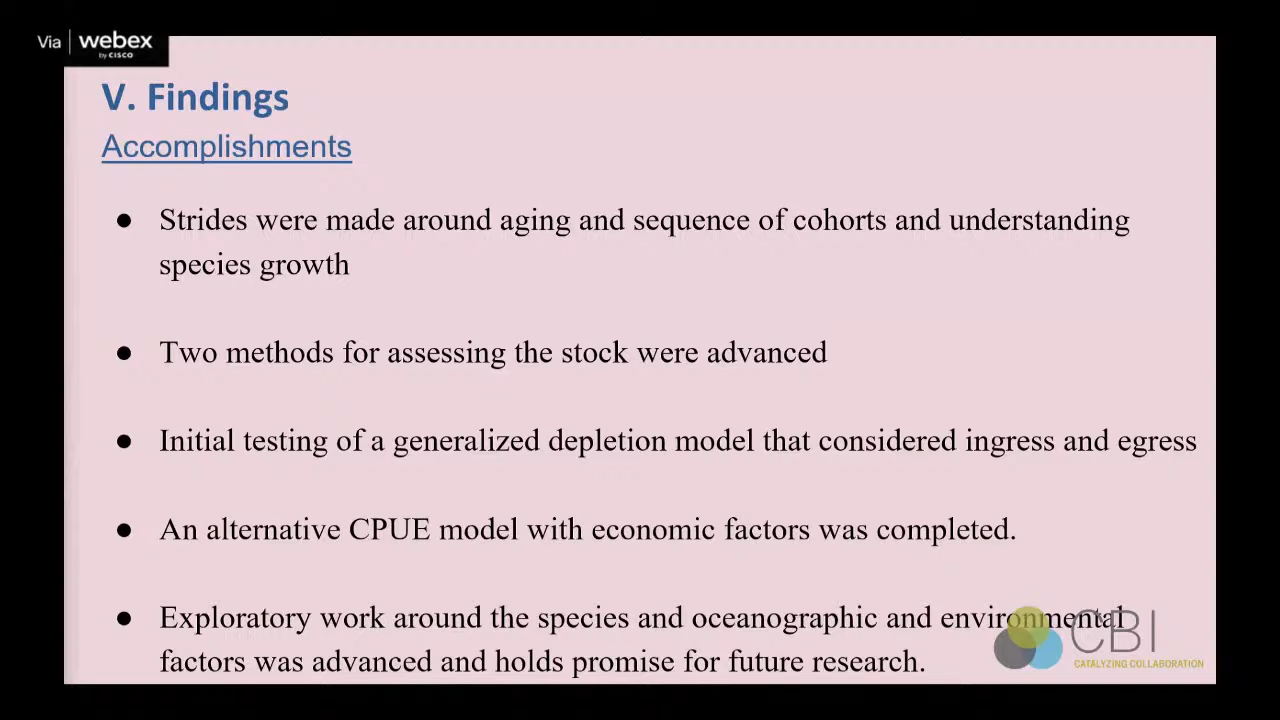 Via webex
by CISCO
V. Findings
Accomplishments
● Strides were made around aging and sequence of cohorts and understanding
species growth
● Two methods for assessing the stock were advanced
● Initial testing of a generalized depletion model that considered ingress and egress
● An alternative CPUE model with economic factors was completed.
● Exploratory work around the species and oceanographic and environmental
factors was advanced and holds promise for future research.
CBI
CATALYZING COLLABORATION